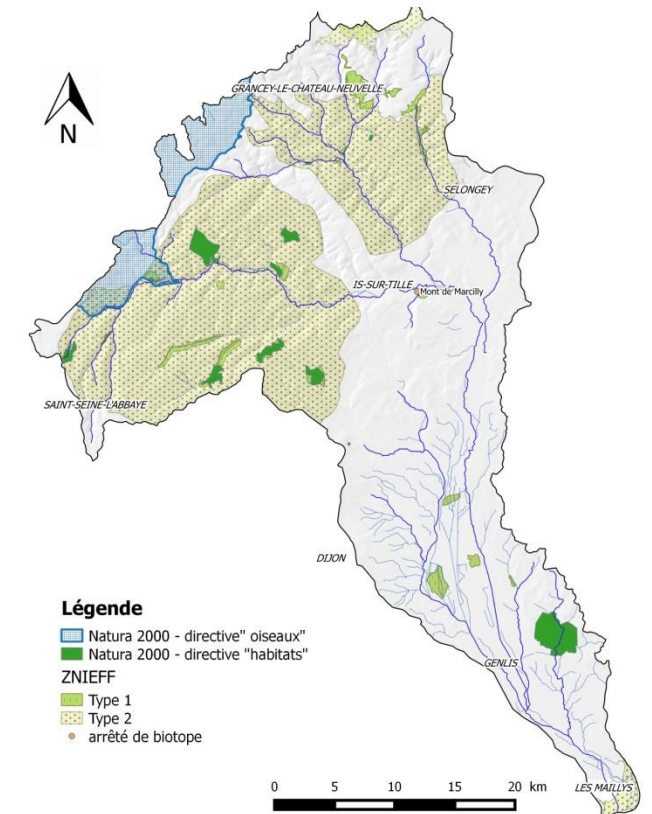 GRANCEY-LE-CHATEAU-NEUVELLE
N
SELONGEY
IS-SUR-TILLE
Mont de Marcilly
SAINT-SEINE-L'ABBAYE
DIJON
Légende
Natura 2000 - directive" oiseaux"
Natura 2000 - directive "habitats"
ZNIEFF
Type 1
Type 2
arrêté de biotope
GENLIS
LES MAILLYS
0 5 10 15 20 km